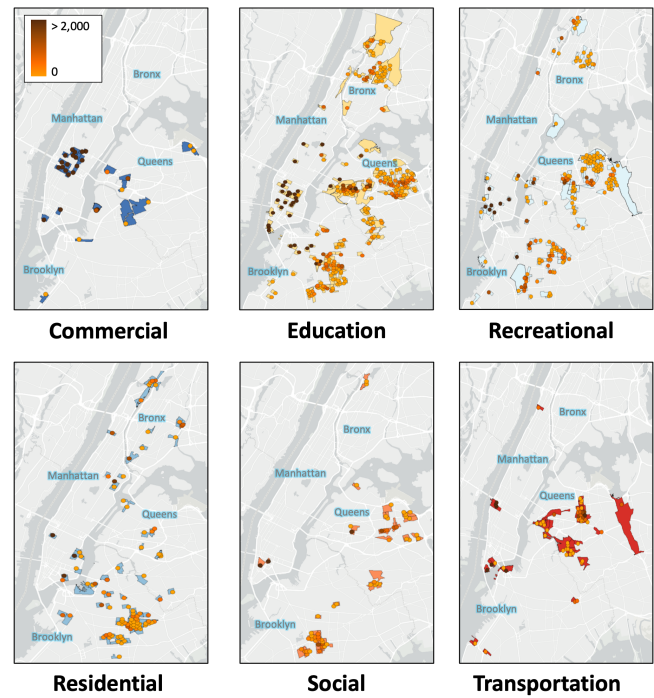 > 2,000
0
Bronx
Manhattan
Queens
Brooklyn
Commercial
Bronx
Manhattan
Queens
Brooklyn
Education
Bronx
Manhattan
Queens
Brooklyn
Recreational
Bronx
Manhattan
Queens
Brooklyn
Residential
Bronx
Manhattan
Queens
Brooklyn
Social
Bronx
Manhattan
Queens
Brooklyn
Transportation